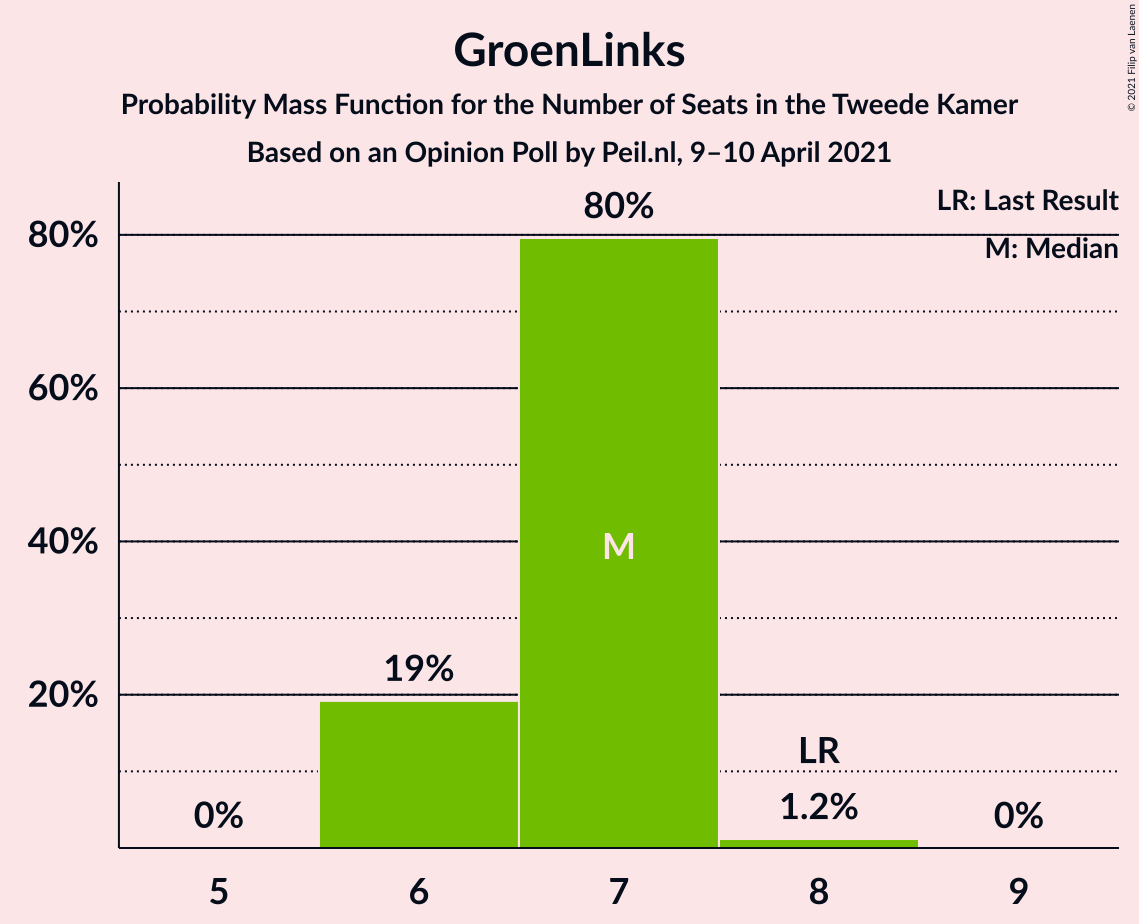 GroenLinks
Probability Mass Function for the Number of Seats in the Tweede Kamer
Based on an Opinion Poll by Peil.nl, 9–10 April 2021
© 2021 Filip van Laenen
LR: Last Result
M: Median
80%
60%
40%
20%
0%
19%
80%
M
LR
1.2%
0%
5
6
7
8
9